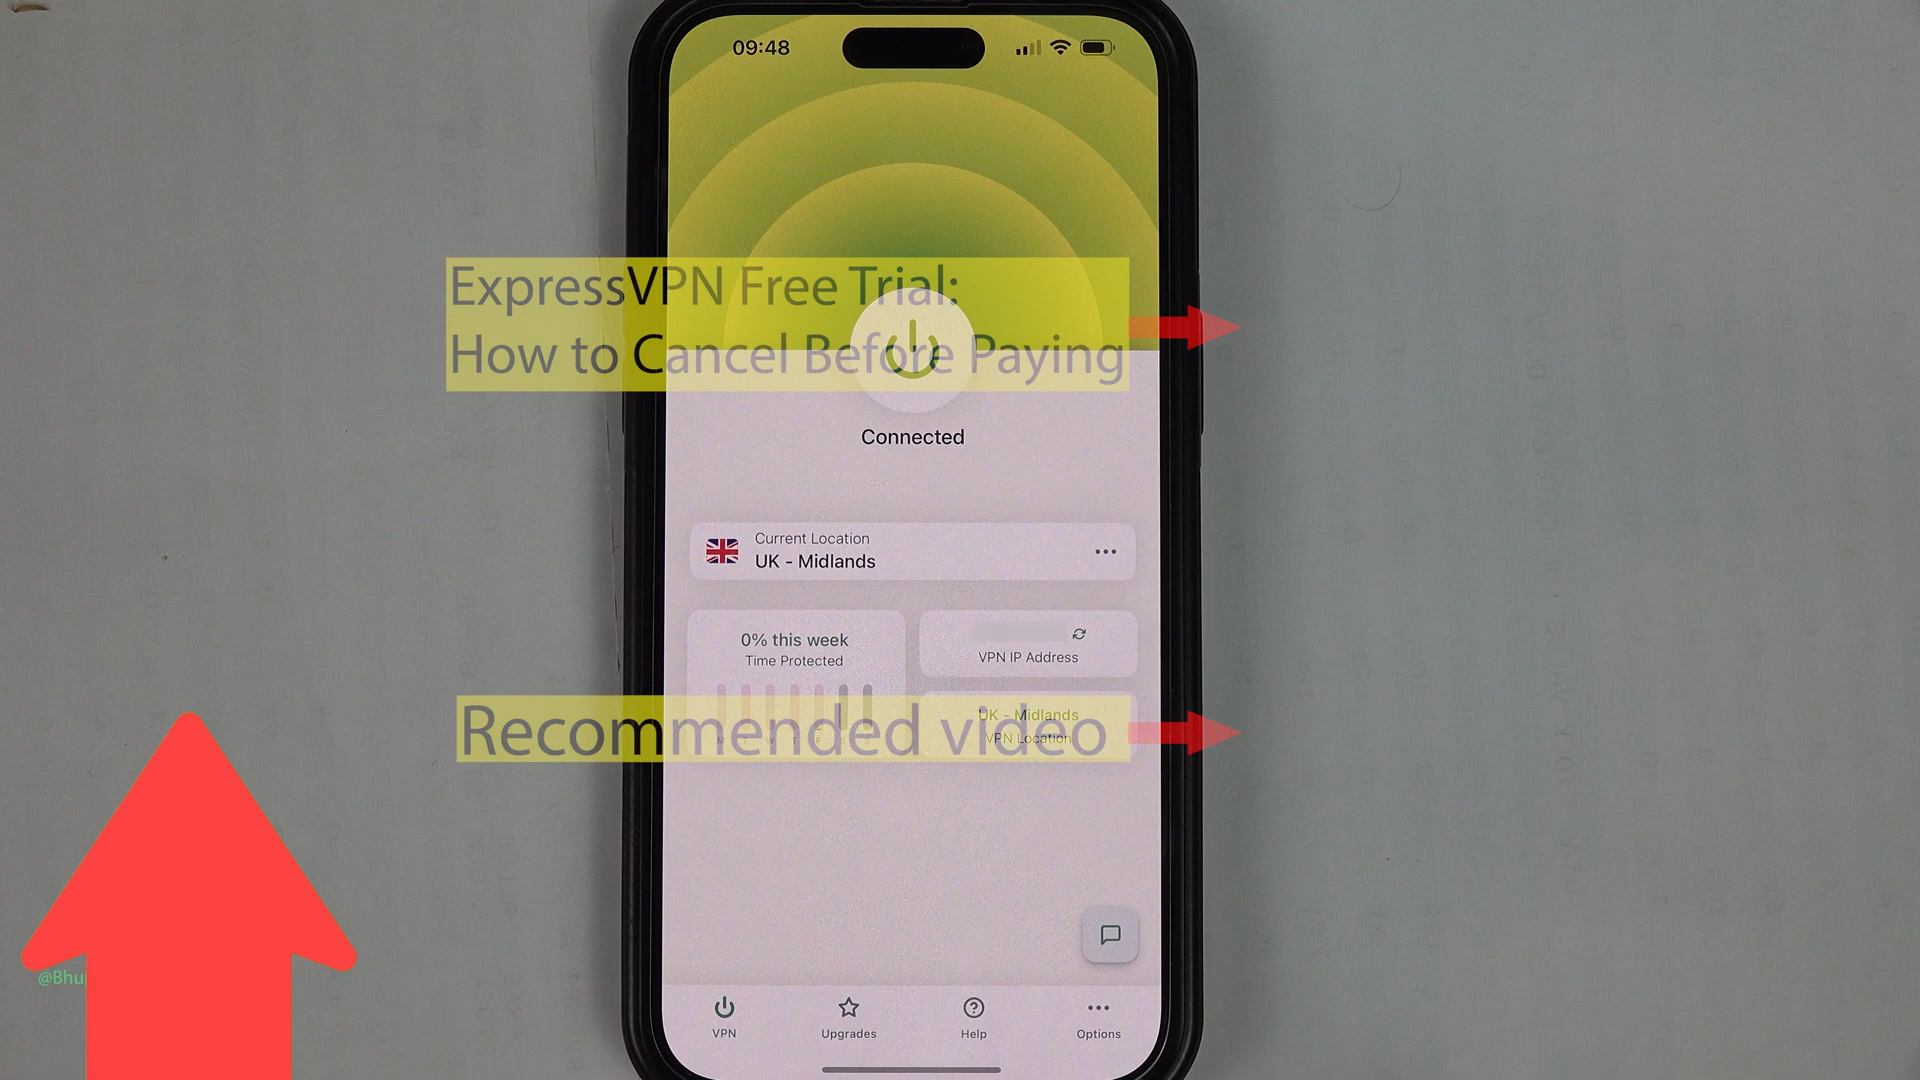 09:48
ExpressVPN Free Trial:
How to Cancel Before Paying
Connected
Current Location
UK - Midlands
0% this week
Time Protected
VPN IP Address
Recommended video
UK - Midlands
VPN Location
VPN
Upgrades
Help
Options